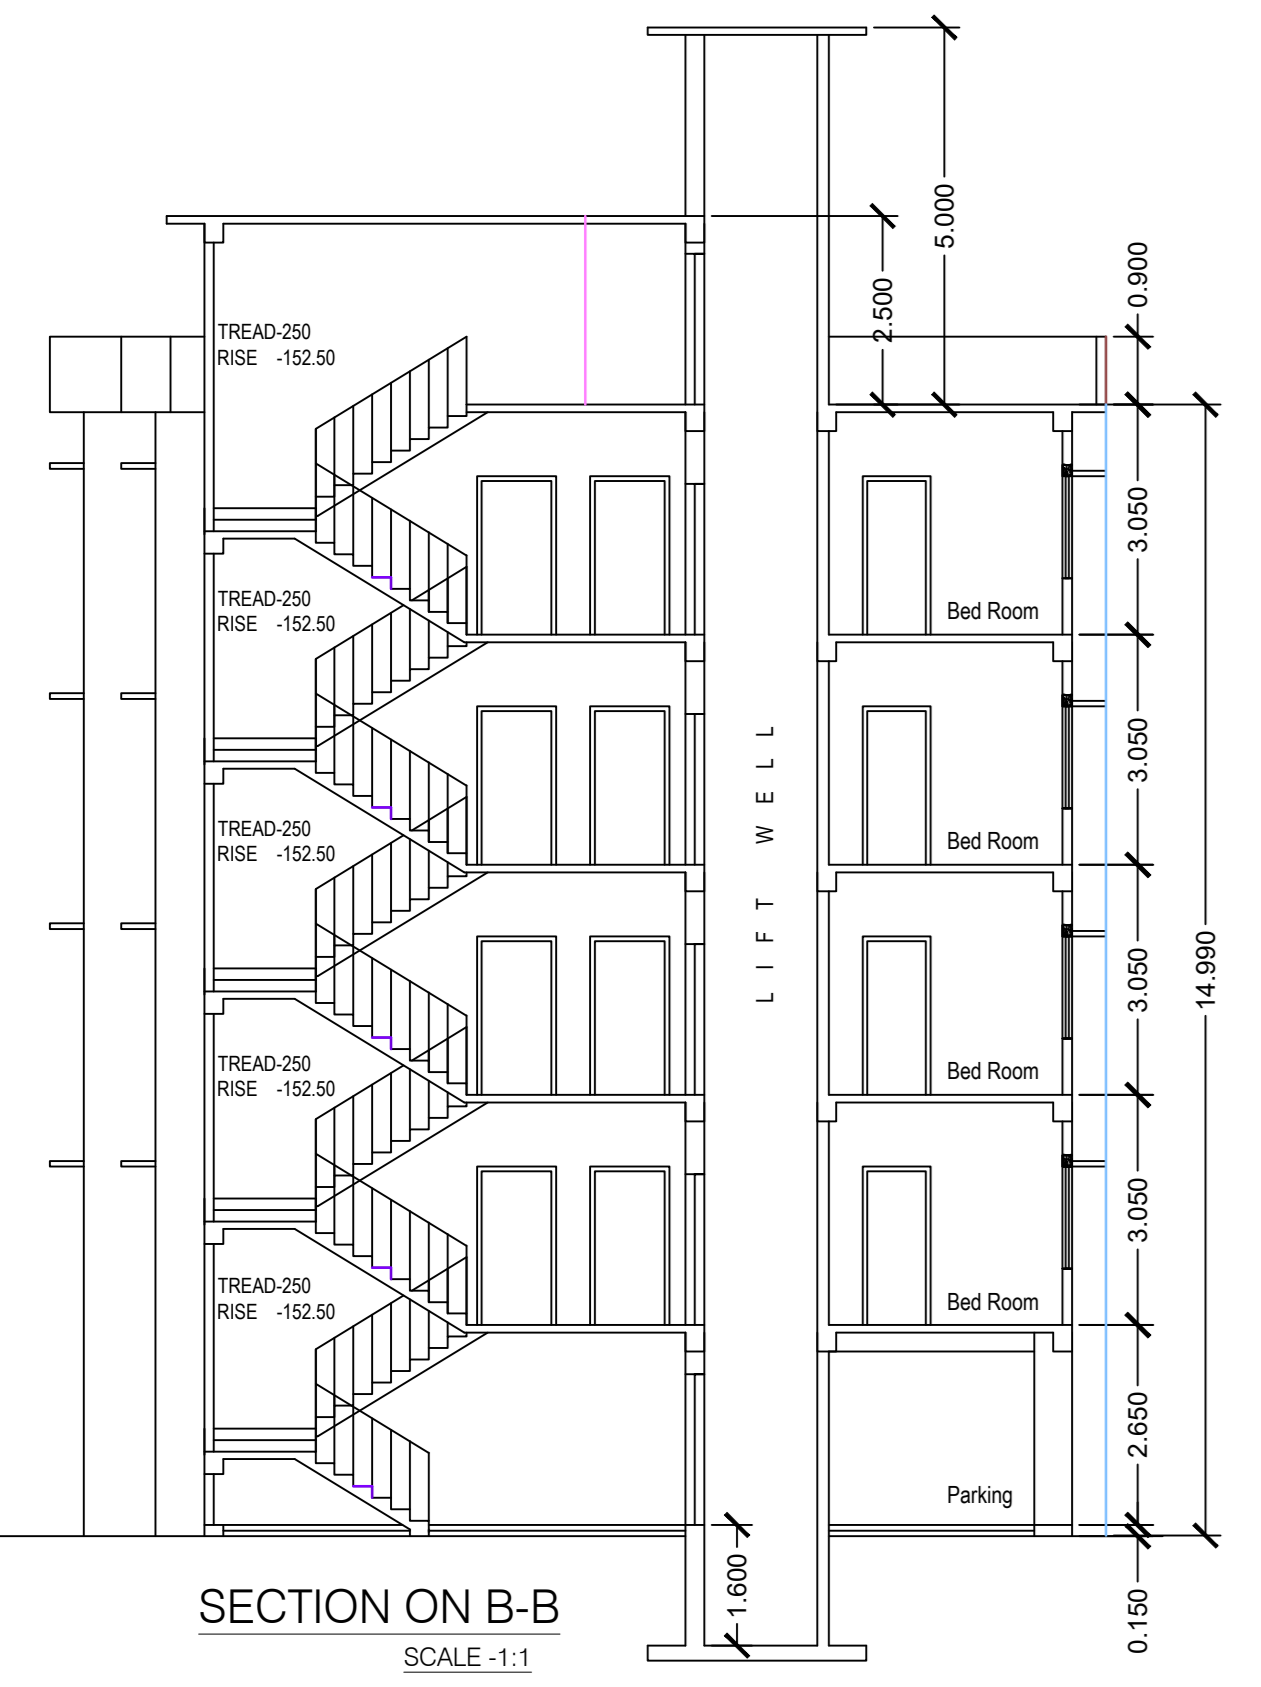 5.000
0.900
2.500
TREAD-250
RISE -152.50
3.050
TREAD-250
RISE -152.50
Bed Room
3.050
LIFT WELL
TREAD-250
RISE -152.50
Bed Room
3.050
14.990
TREAD-250
RISE -152.50
Bed Room
3.050
TREAD-250
RISE -152.50
Bed Room
2.650
Parking
1.600
0.150
SECTION ON B-B
SCALE -1:1